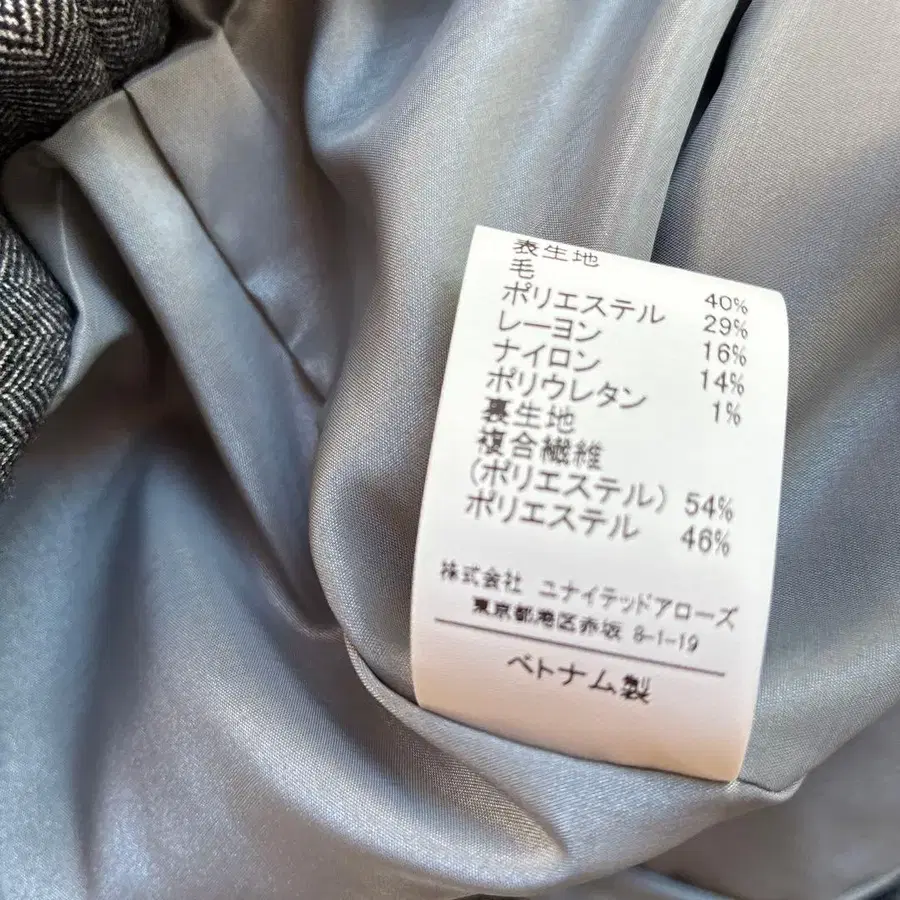 表生地
毛 40%
ポリエステル 29%
レーヨン 16%
ナイロン 14%
ポリウレタン 1%
裏生地
複合繊維
(ポリエステル) 54%
ポリエステル 46%
株式会社 ユナイテッドアローズ
東京都港区赤坂 8-1-19
ベトナム製